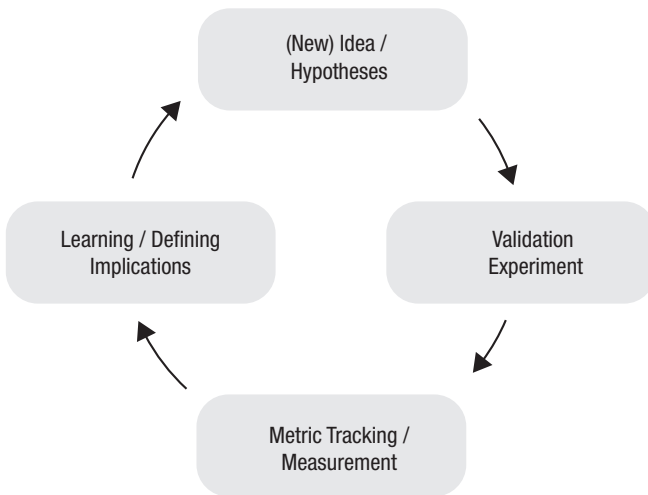 (New) Idea /
Hypotheses
Validation
Experiment
Metric Tracking /
Measurement
Learning / Defining
Implications